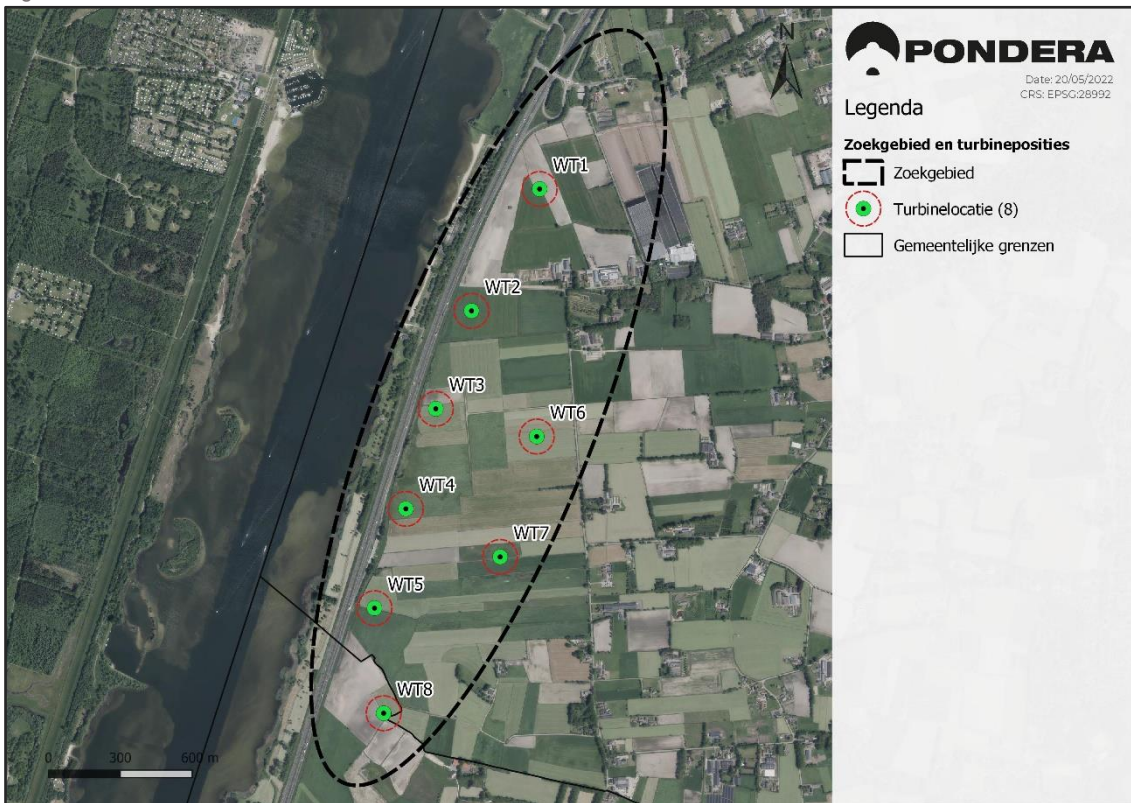 PONDERA
Date: 20/05/2022
CRS: EPSG:28992
Legenda
Zoekgebied en turbineposities
Zoekgebied
Turbinelocatie (8)
Gemeentelijke grenzen
N
WT1
WT2
WT3
WT6
WT4
WT7
WT5
WT8
0 300 600 m